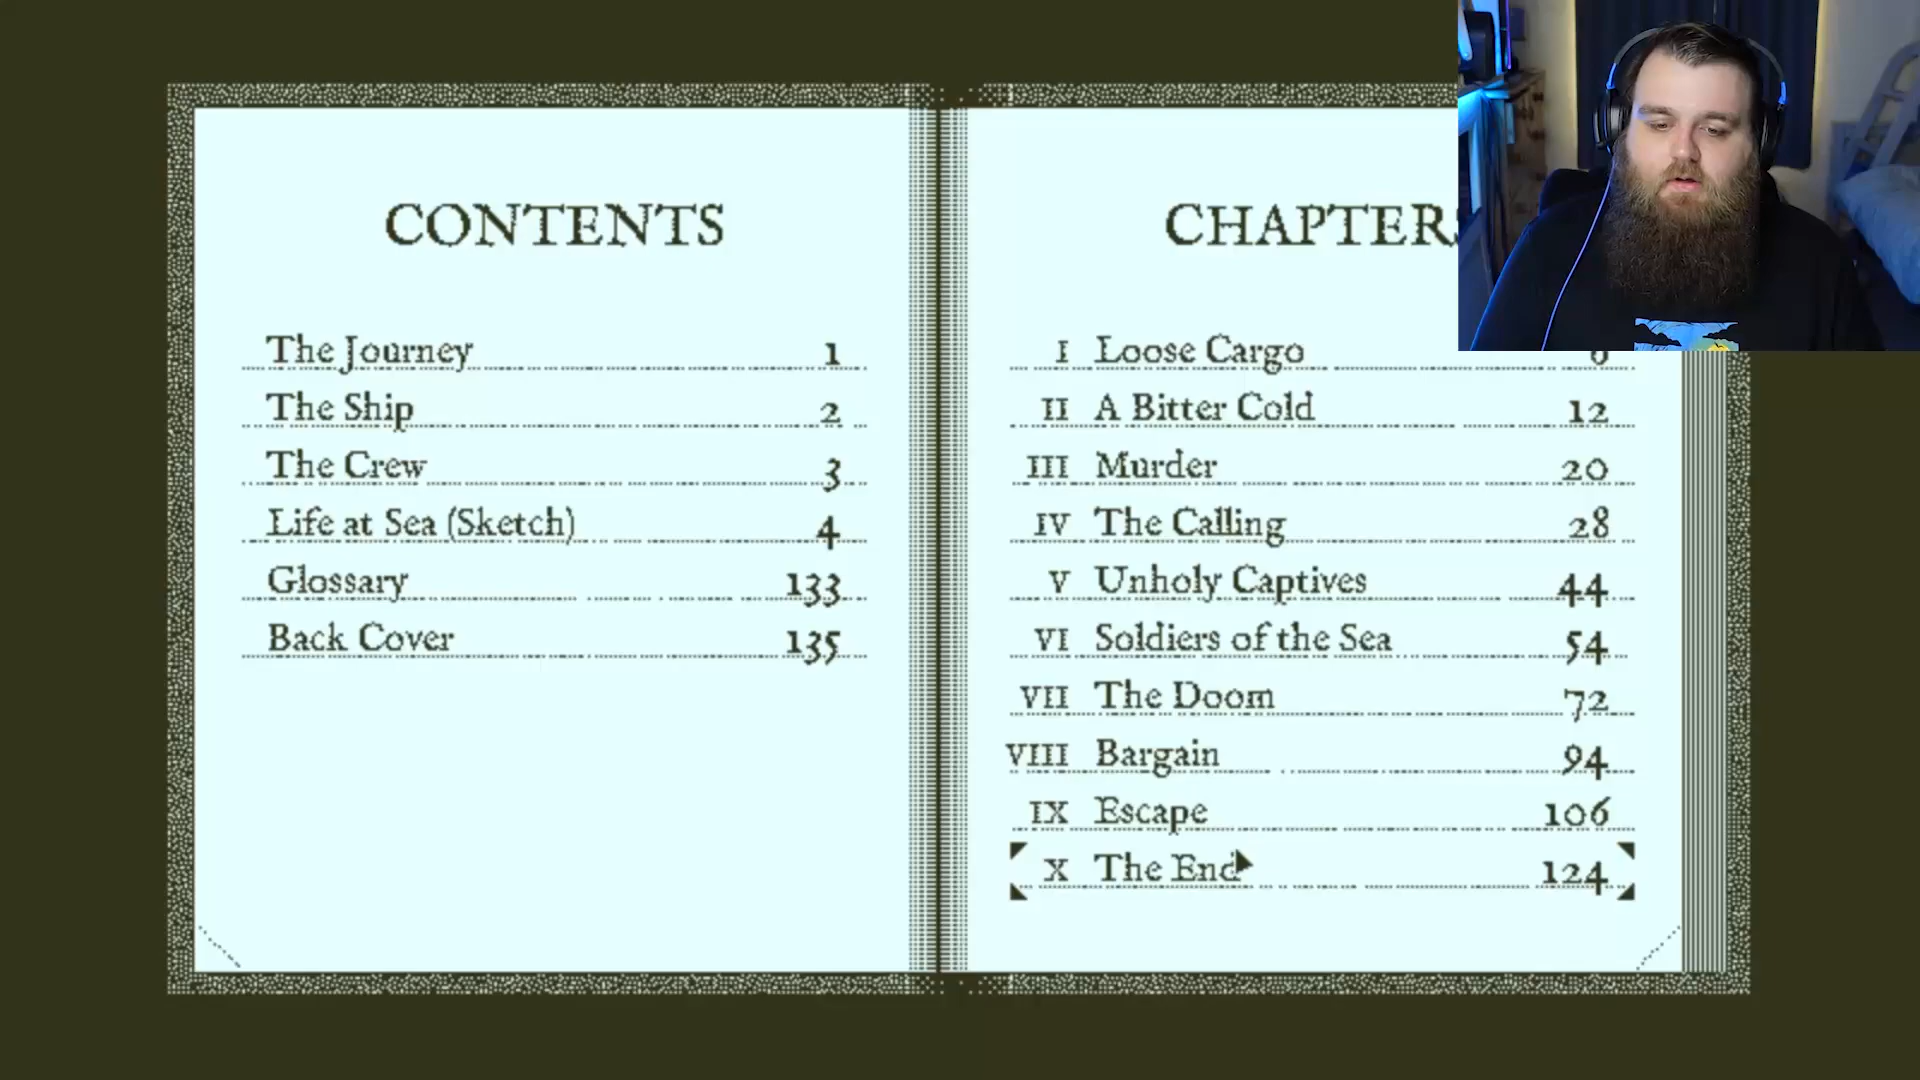 CONTENTS
The Journey 1
The Ship 2
The Crew 3
Life at Sea (Sketch) 4
Glossary 133
Back Cover 135
CHAPTERS
I Loose Cargo
II A Bitter Cold 12
III Murder 20
IV The Calling 28
V Unholy Captives 44
VI Soldiers of the Sea 54
VII The Doom 72
VIII Bargain 94
IX Escape 106
X The End 124